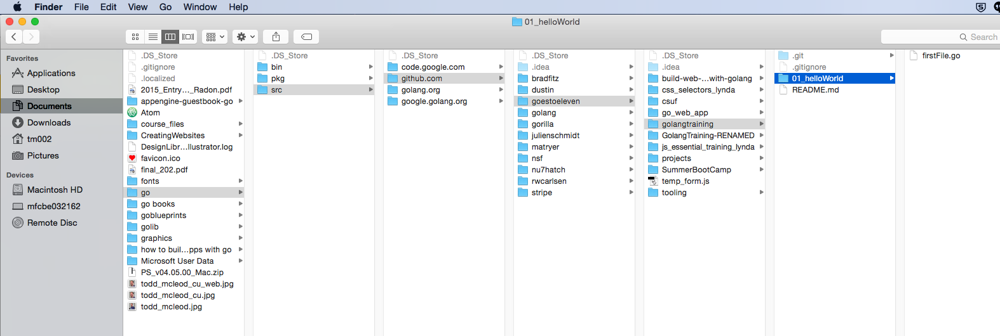 Finder File Edit View Go Window Help
01_helloWorld
Search
Favorites
Applications
Desktop
Documents
Downloads
tm002
Pictures
Devices
Macintosh HD
mfcbe032162
Remote Disc
.DS_Store
.gitignore
.localized
2015_Entry..._Radon.pdf
appengine-guestbook-go
Atom
course_files
CreatingWebsites
DesignLibr...llustrator.log
favicon.ico
final_202.pdf
fonts
go
go books
goblueprints
golib
graphics
how to buil...pps with go
Microsoft User Data
PS_v04.05.00_Mac.zip
todd_mcleod_cu_web.jpg
todd_mcleod_cu.jpg
todd_mcleod.jpg
.DS_Store
bin
pkg
src
.DS_Store
code.google.com
github.com
golang.org
google.golang.org
.DS_Store
.idea
bradfitz
dustin
goestoeleven
golang
gorilla
julienschmidt
matryer
nsf
nu7hatch
rwcarlsen
stripe
.DS_Store
.idea
build-web-...with-golang
css_selectors_lynda
csuf
go_web_app
golangtraining
GolangTraining-RENAMED
js_essential_training_lynda
projects
SummerBootCamp
temp_form.js
tooling
.git
.gitignore
01_helloWorld
README.md
firstFile.go